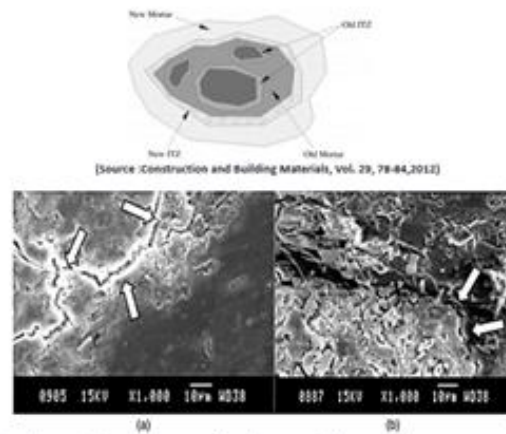 New Mortar
Old ITZ
New ITZ
Old Mortar
(Source :Construction and Building Materials, Vol. 29, 78-84,2012)
0905 15KV X1,000 10μm WD38
0887 15KV X1,000 10μm WD38
(a)
(b)